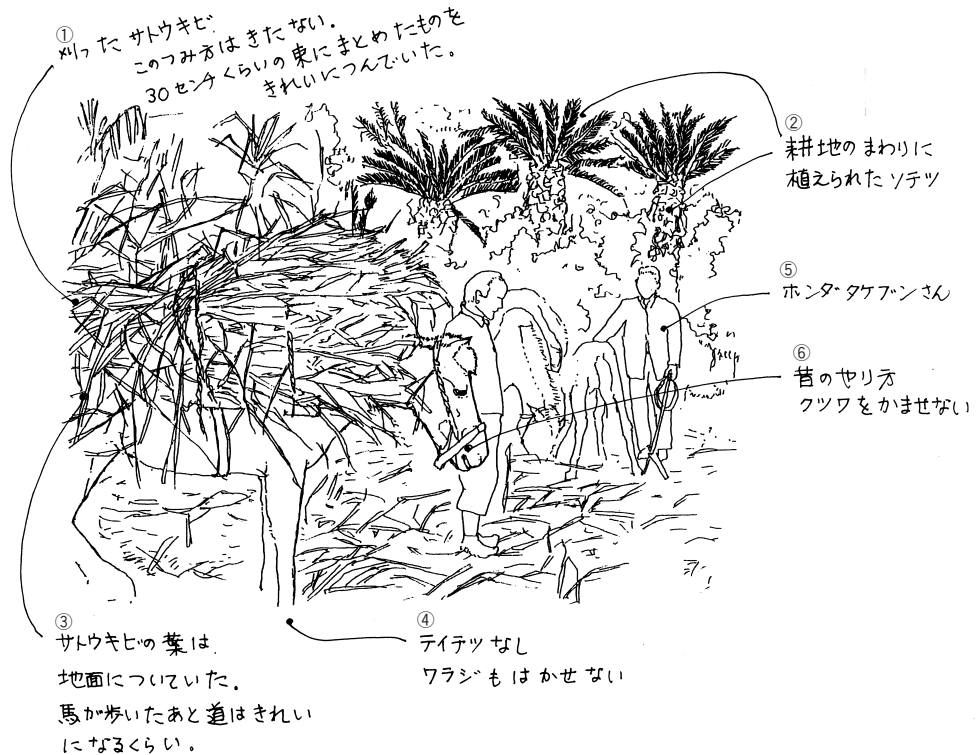 ①
刈った サトウキビ.
このつみ方はきたない.
30センチくらいの束にまとめたものを
きれいにつんでいた。
②
耕地のまわりに
植えられたソテツ
⑤
ホンダタケブンさん
⑥
昔のやり方
クツワをかませない
③
サトウキビの葉は
地面についていた.
馬が歩いたあと道はきれい
になるくらい。
④
テイテツなし
ワラジもはかせない